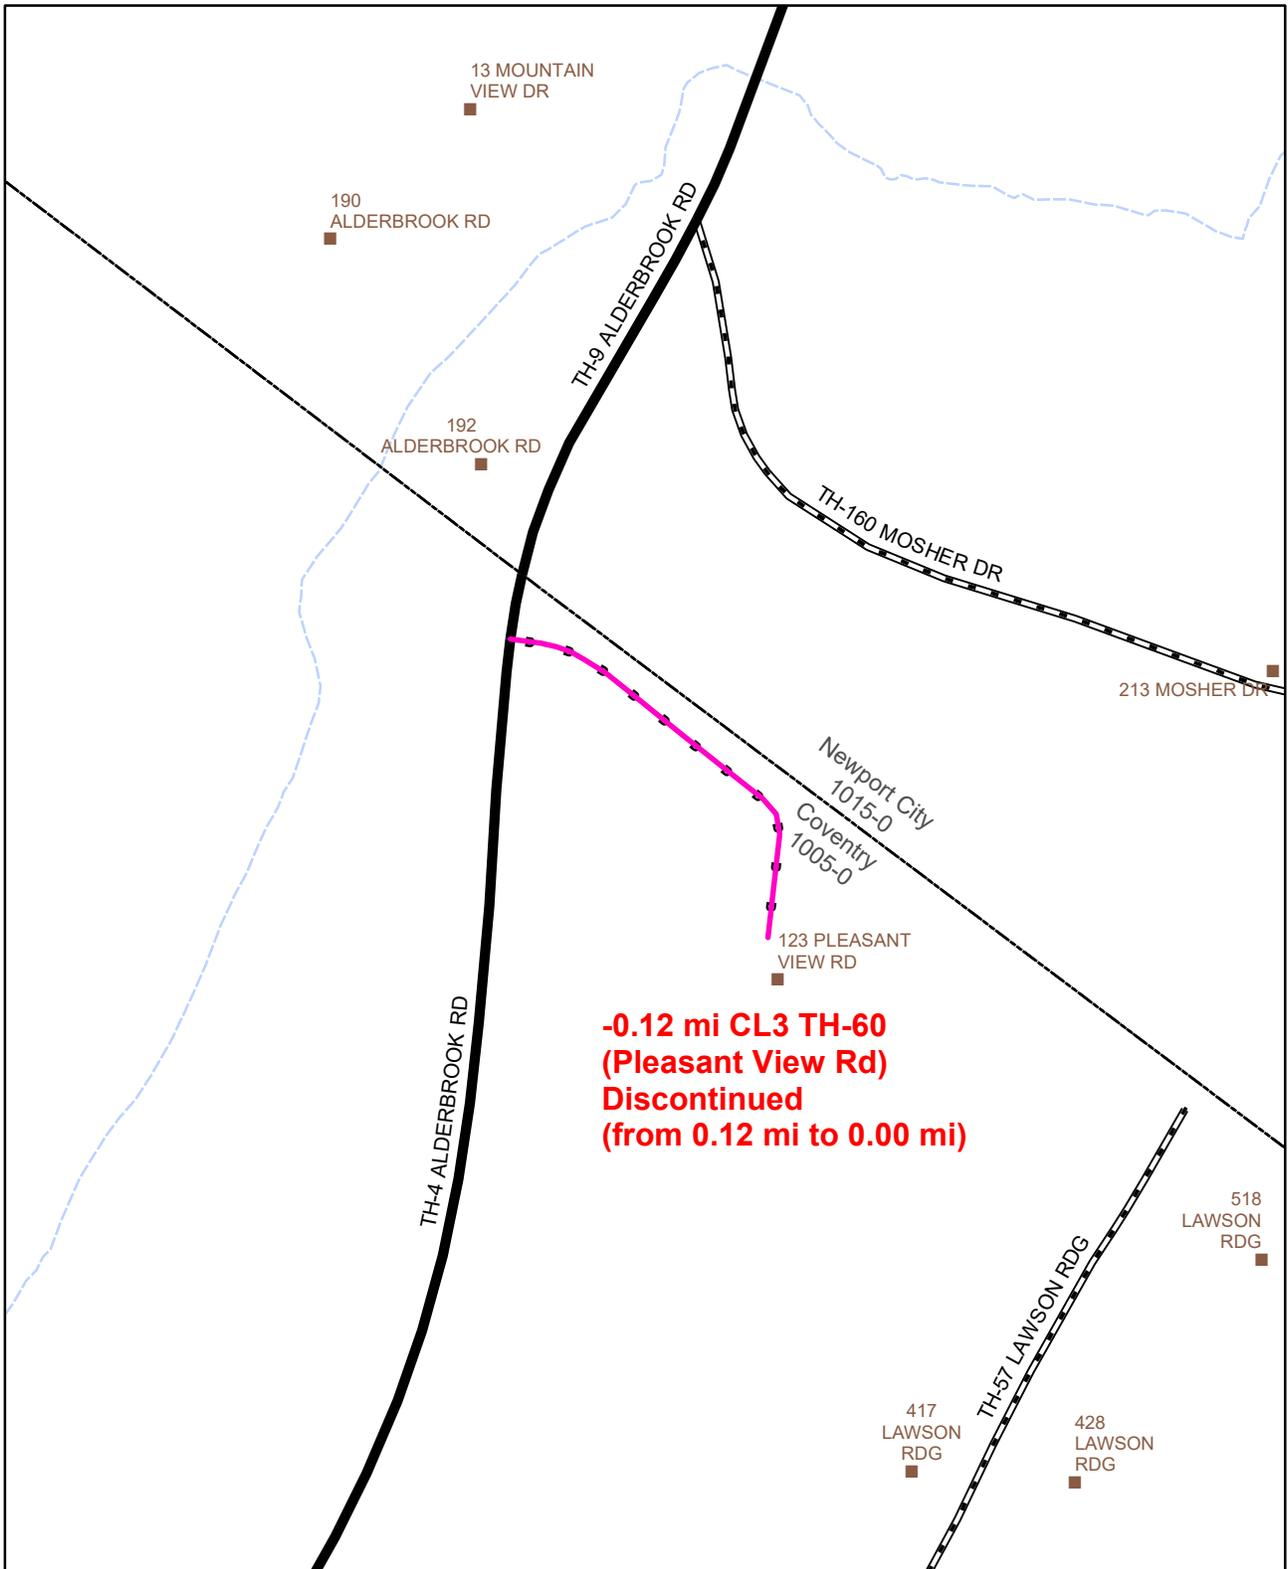 13 MOUNTAIN
VIEW DR
190
ALDERBROOK RD
TH-9 ALDERBROOK RD
192
ALDERBROOK RD
TH-160 MOSHER DR
213 MOSHER DR
Newport City
1015-0
Coventry
1005-0
123 PLEASANT
VIEW RD
-0.12 mi CL3 TH-60
(Pleasant View Rd)
Discontinued
(from 0.12 mi to 0.00 mi)
TH-4 ALDERBROOK RD
518
LAWSON
RDG
TH-57 LAWSON RDG
417
LAWSON
RDG
428
LAWSON
RDG